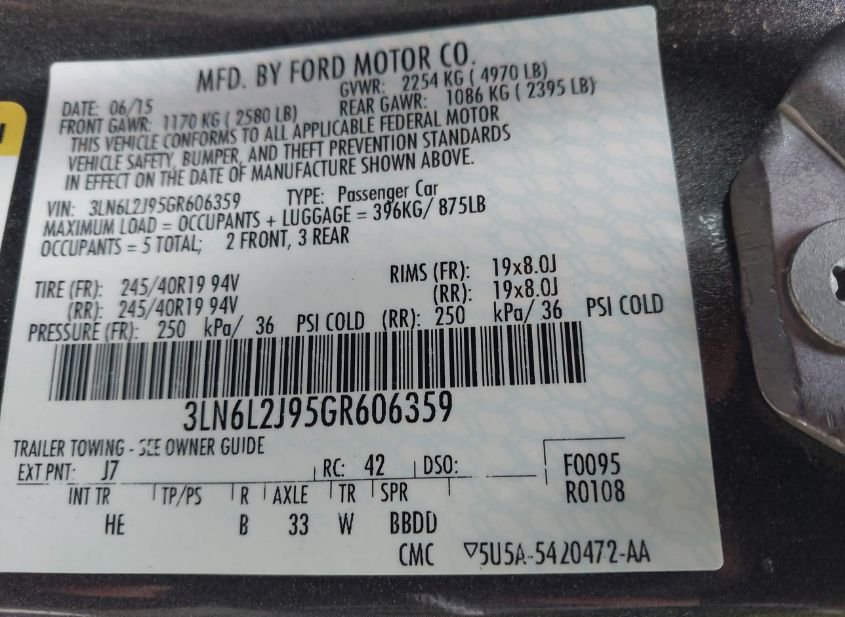 MFD. BY FORD MOTOR CO.
DATE: 06/15 GVWR: 2254 KG ( 4970 LB)
FRONT GAWR: 1170 KG ( 2580 LB) REAR GAWR: 1086 KG ( 2395 LB)
THIS VEHICLE CONFORMS TO ALL APPLICABLE FEDERAL MOTOR
VEHICLE SAFETY, BUMPER, AND THEFT PREVENTION STANDARDS
IN EFFECT ON THE DATE OF MANUFACTURE SHOWN ABOVE.
VIN: 3LN6L2J95GR606359 TYPE: Passenger Car
MAXIMUM LOAD = OCCUPANTS + LUGGAGE = 396KG/ 875LB
OCCUPANTS = 5 TOTAL; 2 FRONT, 3 REAR
TIRE (FR): 245/40R19 94V RIMS (FR): 19x8.0J
(RR): 245/40R19 94V (RR): 19x8.0J
PRESSURE (FR): 250 kPa/ 36 PSI COLD (RR): 250 kPa/ 36 PSI COLD
3LN6L2J95GR606359
TRAILER TOWING - SEE OWNER GUIDE
EXT PNT: J7 RC: 42 DSO: F0095
INT TR TP/PS R AXLE TR SPR R0108
HE B 33 W BBDD
CMC ▽5U5A-5420472-AA